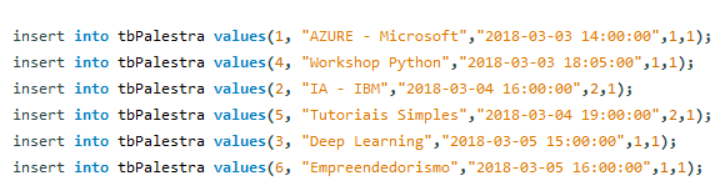 insert into tbPalestra values(1, "AZURE - Microsoft","2018-03-03 14:00:00",1,1);
insert into tbPalestra values(4, "Workshop Python","2018-03-03 18:05:00",1,1);
insert into tbPalestra values(2, "IA - IBM","2018-03-04 16:00:00",2,1);
insert into tbPalestra values(5, "Tutoriais Simples","2018-03-04 19:00:00",2,1);
insert into tbPalestra values(3, "Deep Learning","2018-03-05 15:00:00",1,1);
insert into tbPalestra values(6, "Empreendedorismo","2018-03-05 16:00:00",1,1);